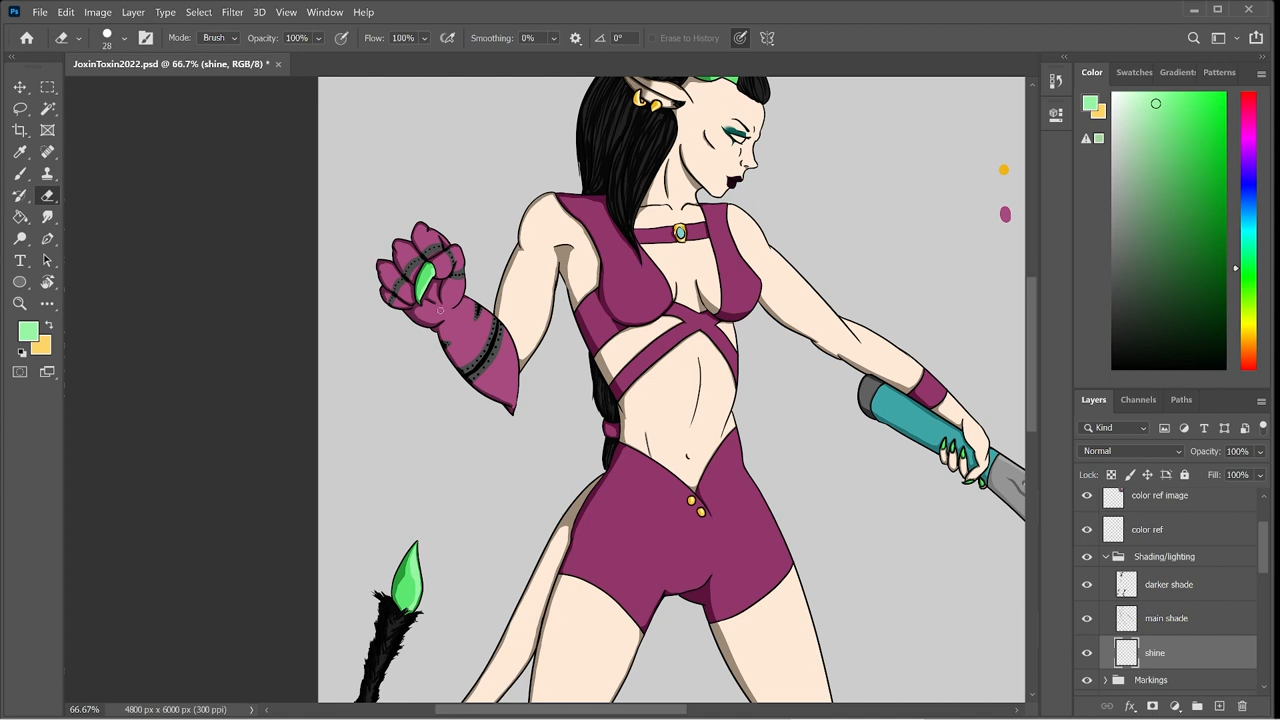 Ps File Edit Image Layer Type Select Filter 3D View Window Help
28 Mode: Brush Opacity: 100% Flow: 100% Smoothing: 0% 0° Erase to History
JoxinToxin2022.psd @ 66.7% (shine, RGB/8) * ×
Color Swatches Gradient: Patterns
Layers Channels Paths
Kind
Normal Opacity: 100%
Lock: Fill: 100%
color ref image
color ref
Shading/lighting
darker shade
main shade
shine
Markings
66.67% 4800 px x 6000 px (300 ppi)